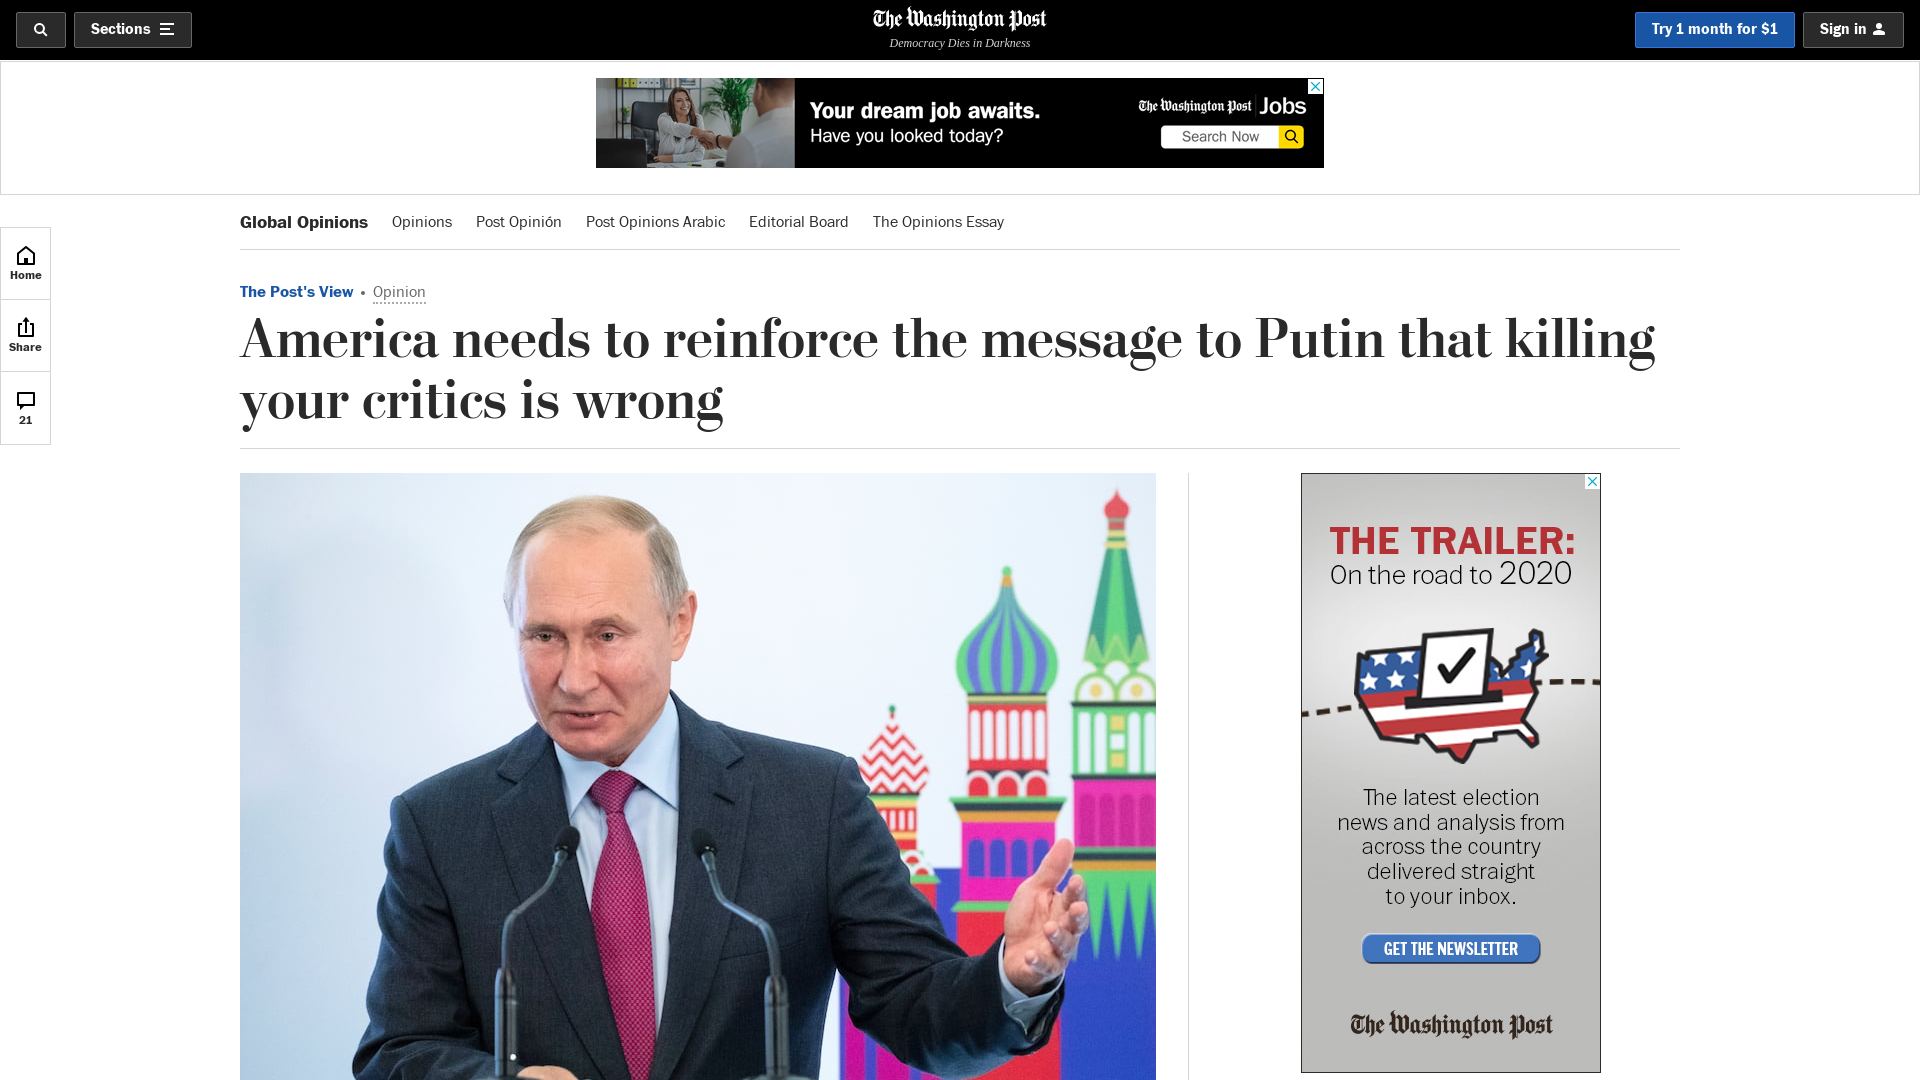 Sections
The Washington Post
Democracy Dies in Darkness
Try 1 month for $1
Sign in
Your dream job awaits.
Have you looked today?
The Washington Post Jobs
Search Now
Global Opinions
Opinions
Post Opinión
Post Opinions Arabic
Editorial Board
The Opinions Essay
Home
Share
21
The Post's View • Opinion
America needs to reinforce the message to Putin that killing
your critics is wrong
THE TRAILER:
On the road to 2020
The latest election
news and analysis from
across the country
delivered straight
to your inbox.
GET THE NEWSLETTER
The Washington Post